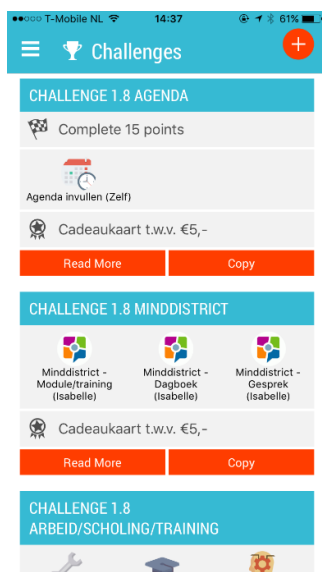 T-Mobile NL 14:37 61%
Challenges
CHALLENGE 1.8 AGENDA
Complete 15 points
Agenda invullen (Zelf)
Cadeaukaart t.w.v. €5,-
Read More Copy
CHALLENGE 1.8 MINDDISTRICT
Minddistrict - Minddistrict - Minddistrict -
Module/training Dagboek Gesprek
(Isabelle) (Isabelle) (Isabelle)
Cadeaukaart t.w.v. €5,-
Read More Copy
CHALLENGE 1.8
ARBEID/SCHOLING/TRAINING